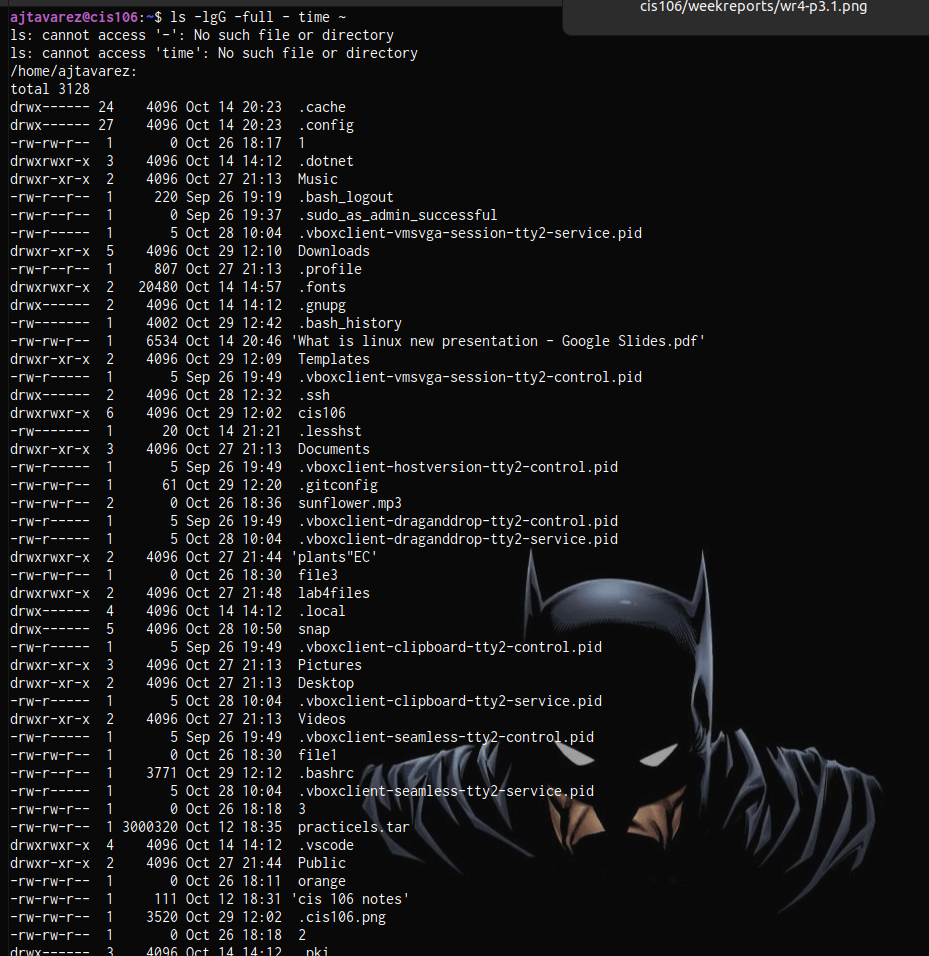 cis106/weekreports/wr4-p3.1.png
ajtavarez@cis106:~$ ls -lgG -full - time ~
ls: cannot access '-': No such file or directory
ls: cannot access 'time': No such file or directory
/home/ajtavarez:
total 3128
drwx------ 24    4096 Oct 14 20:23  .cache
drwx------ 27    4096 Oct 14 20:23  .config
-rw-rw-r--  1       0 Oct 26 18:17  1
drwxrwxr-x  3    4096 Oct 14 14:12  .dotnet
drwxr-xr-x  2    4096 Oct 27 21:13  Music
-rw-r--r--  1     220 Sep 26 19:19  .bash_logout
-rw-r--r--  1       0 Sep 26 19:37  .sudo_as_admin_successful
-rw-r-----  1       5 Oct 28 10:04  .vboxclient-vmsvga-session-tty2-service.pid
drwxr-xr-x  5    4096 Oct 29 12:10  Downloads
-rw-r--r--  1     807 Oct 27 21:13  .profile
drwxrwxr-x  2   20480 Oct 14 14:57  .fonts
drwx------  2    4096 Oct 14 14:12  .gnupg
-rw-------  1    4002 Oct 29 12:42  .bash_history
-rw-rw-r--  1    6534 Oct 14 20:46 'What is linux new presentation - Google Slides.pdf'
drwxr-xr-x  2    4096 Oct 29 12:09  Templates
-rw-r-----  1       5 Sep 26 19:49  .vboxclient-vmsvga-session-tty2-control.pid
drwx------  2    4096 Oct 28 12:32  .ssh
drwxrwxr-x  6    4096 Oct 29 12:02  cis106
-rw-------  1      20 Oct 14 21:21  .lesshst
drwxr-xr-x  3    4096 Oct 27 21:13  Documents
-rw-r-----  1       5 Sep 26 19:49  .vboxclient-hostversion-tty2-control.pid
-rw-rw-r--  1      61 Oct 29 12:20  .gitconfig
-rw-rw-r--  2       0 Oct 26 18:36  sunflower.mp3
-rw-r-----  1       5 Sep 26 19:49  .vboxclient-draganddrop-tty2-control.pid
-rw-r-----  1       5 Oct 28 10:04  .vboxclient-draganddrop-tty2-service.pid
drwxrwxr-x  2    4096 Oct 27 21:44 'plants"EC'
-rw-rw-r--  1       0 Oct 26 18:30  file3
drwxrwxr-x  2    4096 Oct 27 21:48  lab4files
drwx------  4    4096 Oct 14 14:12  .local
drwx------  5    4096 Oct 28 10:50  snap
-rw-r-----  1       5 Sep 26 19:49  .vboxclient-clipboard-tty2-control.pid
drwxr-xr-x  3    4096 Oct 27 21:13  Pictures
drwxr-xr-x  2    4096 Oct 27 21:13  Desktop
-rw-r-----  1       5 Oct 28 10:04  .vboxclient-clipboard-tty2-service.pid
drwxr-xr-x  2    4096 Oct 27 21:13  Videos
-rw-r-----  1       5 Sep 26 19:49  .vboxclient-seamless-tty2-control.pid
-rw-rw-r--  1       0 Oct 26 18:30  file1
-rw-r--r--  1    3771 Oct 29 12:12  .bashrc
-rw-r-----  1       5 Oct 28 10:04  .vboxclient-seamless-tty2-service.pid
-rw-rw-r--  1       0 Oct 26 18:18  3
-rw-rw-r--  1 3000320 Oct 12 18:35  practicels.tar
drwxrwxr-x  4    4096 Oct 14 14:12  .vscode
drwxr-xr-x  2    4096 Oct 27 21:44  Public
-rw-rw-r--  1       0 Oct 26 18:11  orange
-rw-rw-r--  1     111 Oct 12 18:31 'cis 106 notes'
-rw-rw-r--  1    3520 Oct 29 12:02  .cis106.png
-rw-rw-r--  1       0 Oct 26 18:18  2
drwx------  3    4096 Oct 14 14:12  .pki